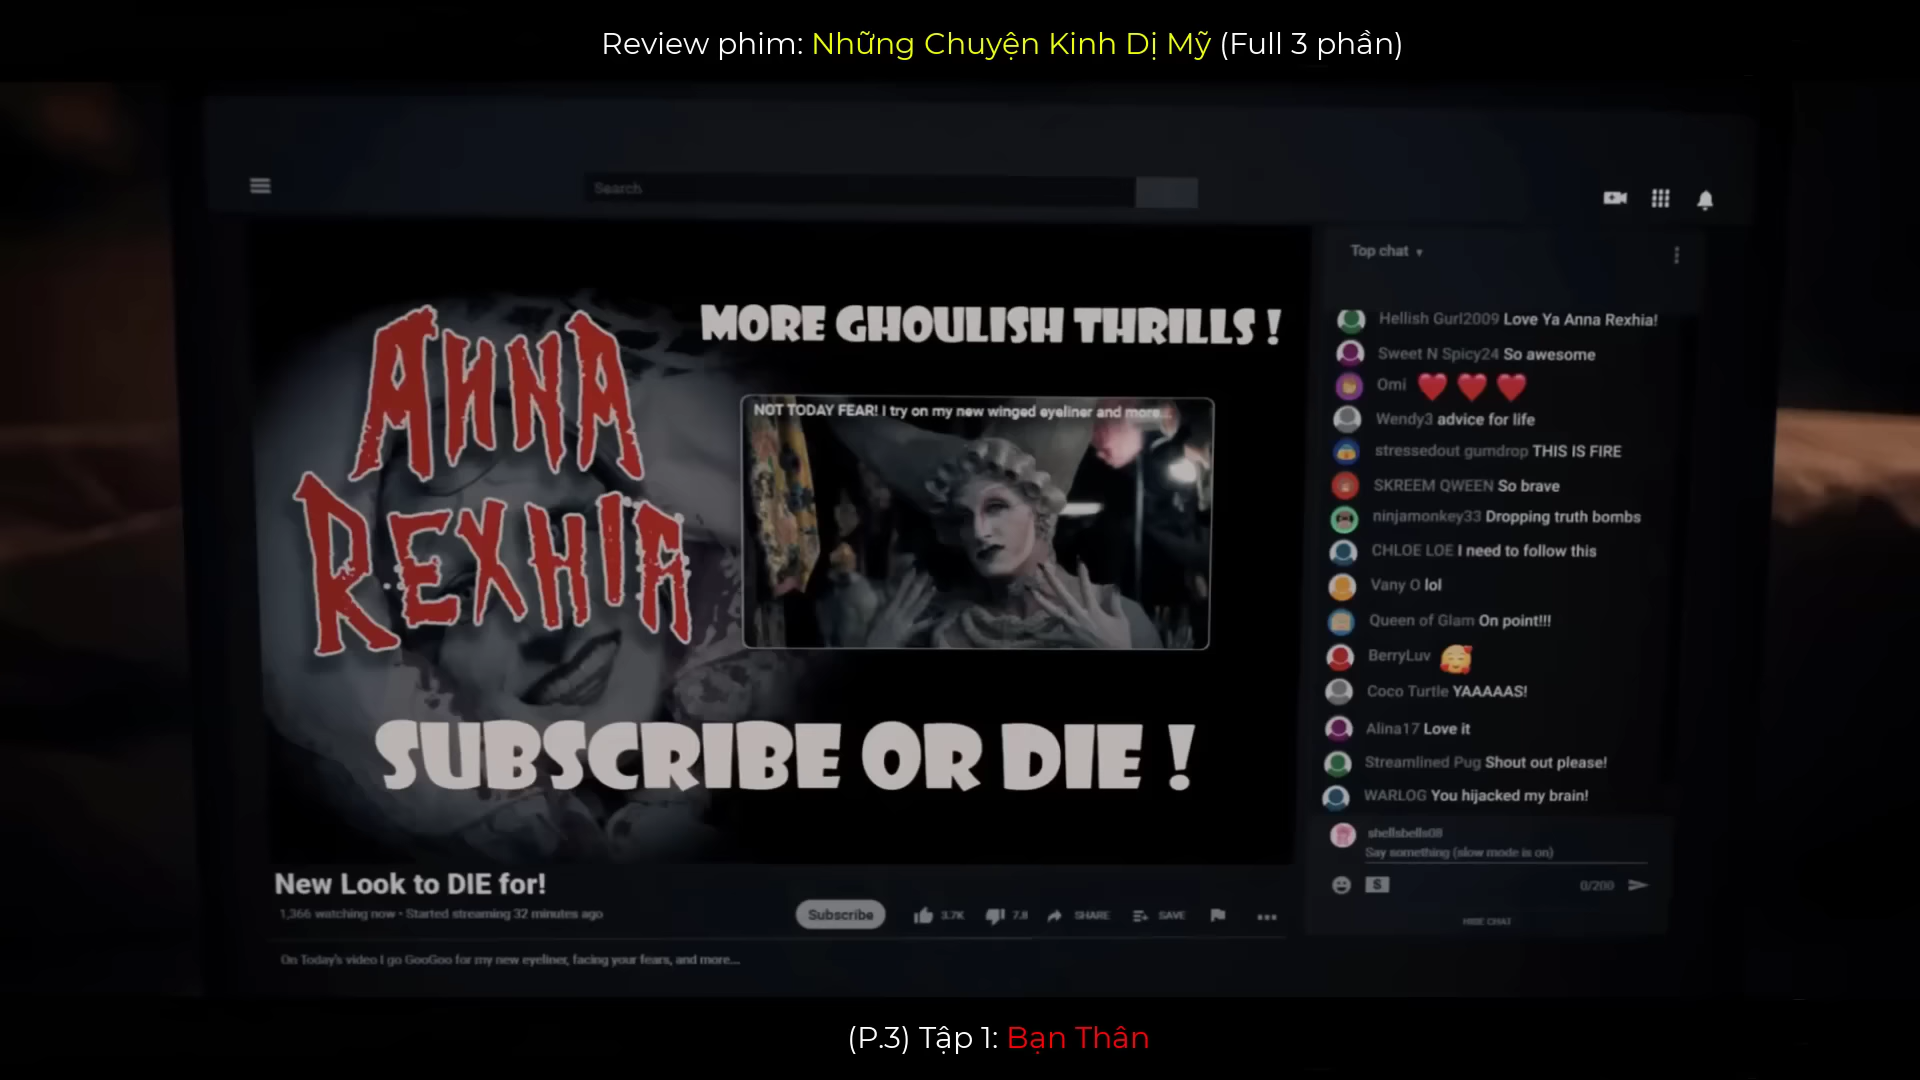 Review phim: Những Chuyện Kinh Dị Mỹ (Full 3 phần)
Search
Top chat
MORE GHOULISH THRILLS !
ANNA
REXHIA
NOT TODAY FEAR! I try on my new winged eyeliner and more...
SUBSCRIBE OR DIE !
Hellish Gurl2009 Love Ya Anna Rexhia!
Sweet N Spicy24 So awesome
Omi ❤️ ❤️ ❤️
Wendy3 advice for life
stressedout gumdrop THIS IS FIRE
SKREEM QWEEN So brave
ninjamonkey33 Dropping truth bombs
CHLOE LOE I need to follow this
Vany O lol
Queen of Glam On point!!!
BerryLuv 🥰
Coco Turtle YAAAAAS!
Alina17 Love it
Streamlined Pug Shout out please!
WARLOG You hijacked my brain!
shellsbells08
Say something (slow mode is on)
0/200
HIDE CHAT
New Look to DIE for!
1,366 watching now • Started streaming 32 minutes ago
Subscribe
3.7K
SHARE
SAVE
On Today's video I go GooGoo for my new eyeliner, facing your fears, and more...
(P.3) Tập 1: Bạn Thân